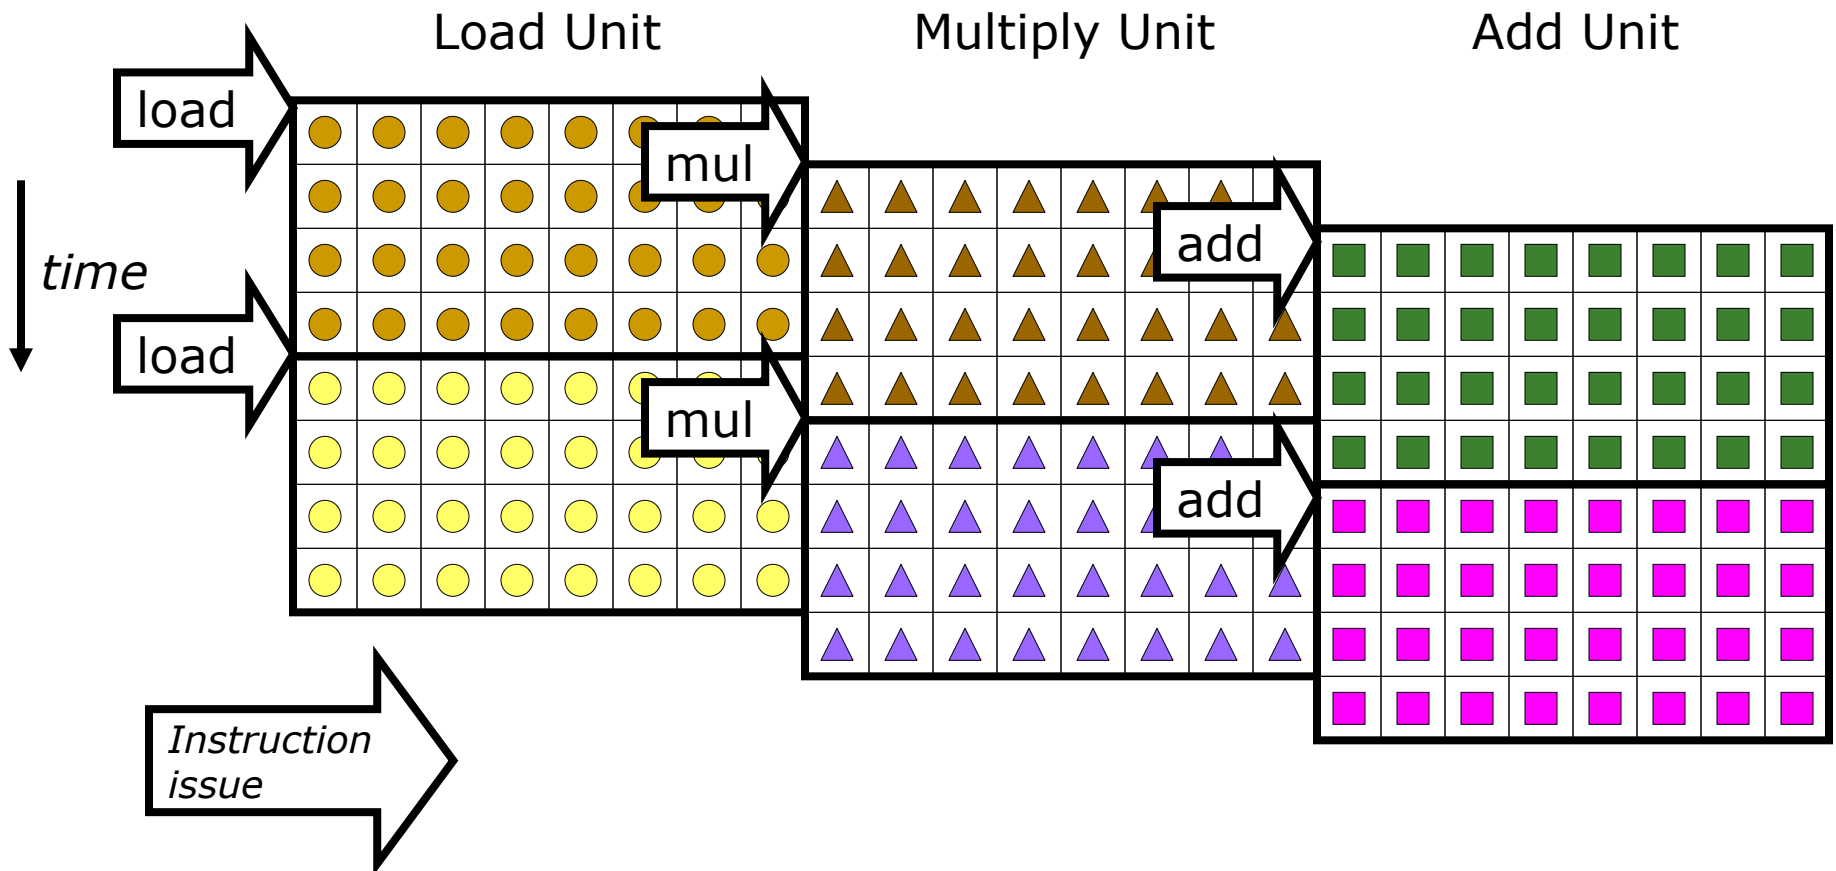 Load Unit
Multiply Unit
Add Unit
load
mul
add
time
load
mul
add
Instruction
issue